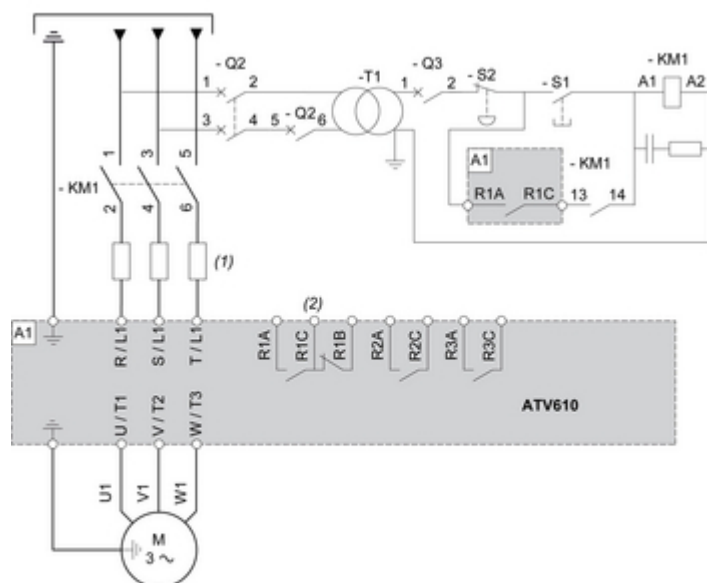 - Q2
1
2
3
4
- Q2
5
6
-T1
- Q3
1
2
- S2
- S1
- KM1
A1
A2
A1
R1A
R1C
- KM1
13
14
- KM1
1
3
5
2
4
6
(1)
(2)
A1
R / L1
S / L1
T / L1
R1A
R1C
R1B
R2A
R2C
R3A
R3C
U / T1
V / T2
W / T3
ATV610
U1
V1
W1
M
3 ~